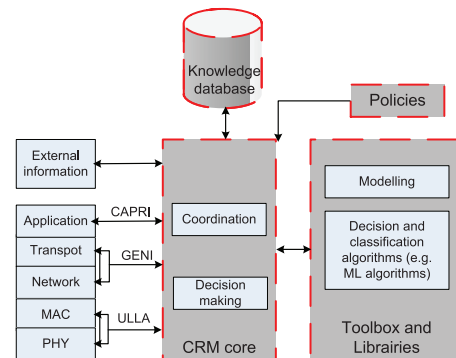 Knowledge
database
Policies
External
information
Application
Transpot
Network
MAC
PHY
CAPRI
GENI
ULLA
Coordination
Decision
making
CRM core
Modelling
Decision and
classification
algorithms (e.g.
ML algorithms)
Toolbox and
Librairies